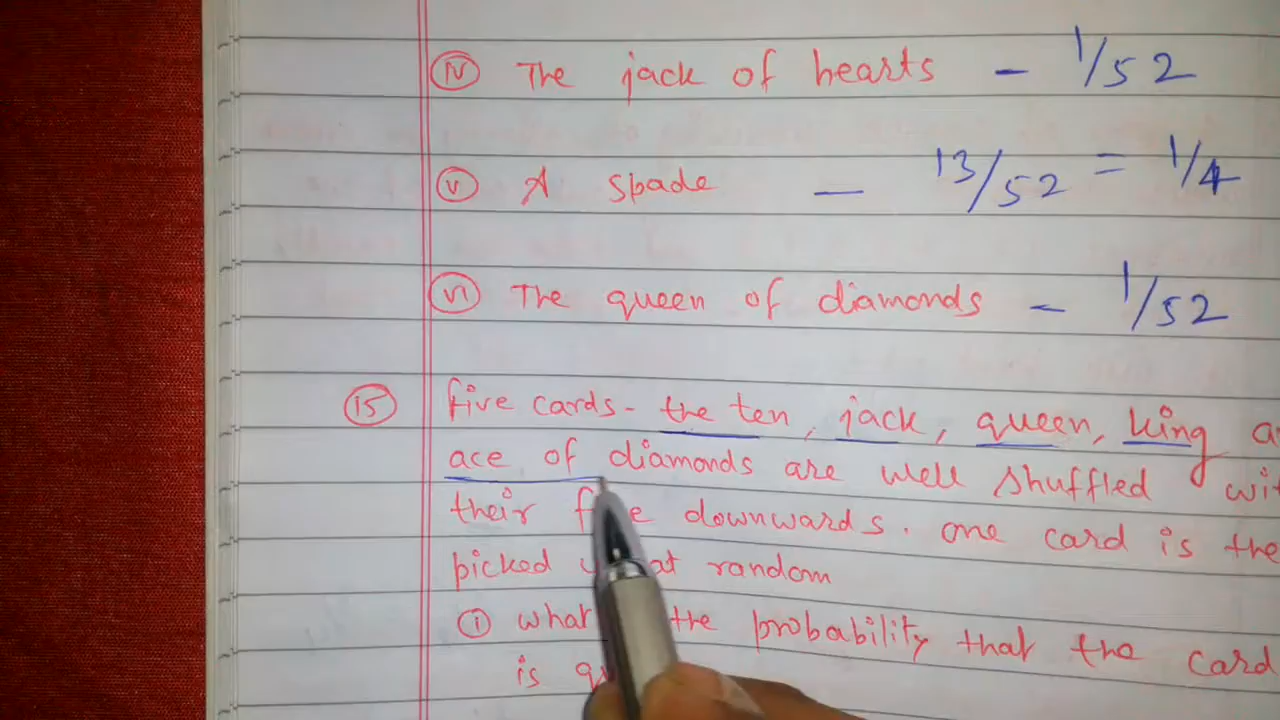 (iv) The jack of hearts - 1/52
(v) A spade - 13/52 = 1/4
(vi) The queen of diamonds - 1/52
(15) five cards - the ten, jack, queen, king
ace of diamonds are well shuffled
their downwards. one card is
picked at random
(i) what the probability that the card
is